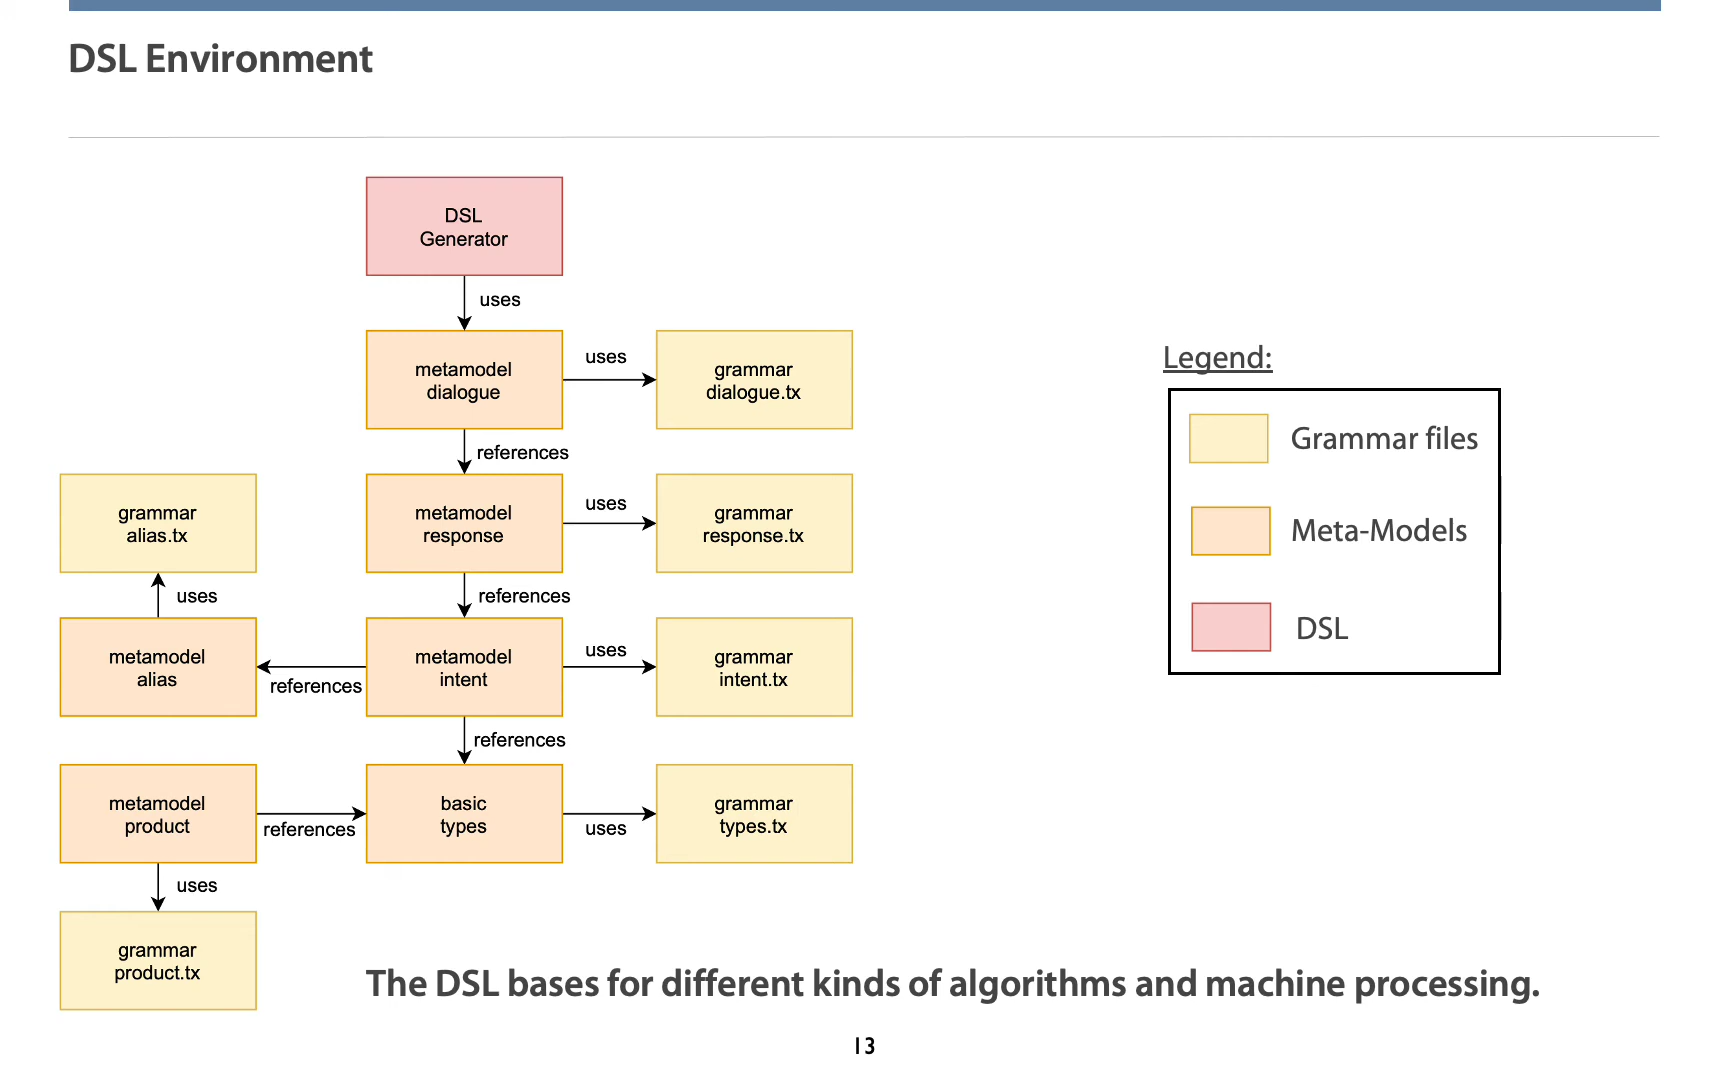 DSL Environment
DSL
Generator
uses
metamodel
dialogue
uses
grammar
dialogue.tx
references
grammar
alias.tx
metamodel
response
uses
grammar
response.tx
uses
references
metamodel
alias
references
metamodel
intent
uses
grammar
intent.tx
references
metamodel
product
references
basic
types
uses
grammar
types.tx
uses
grammar
product.tx
Legend:
Grammar files
Meta-Models
DSL
The DSL bases for different kinds of algorithms and machine processing.
13